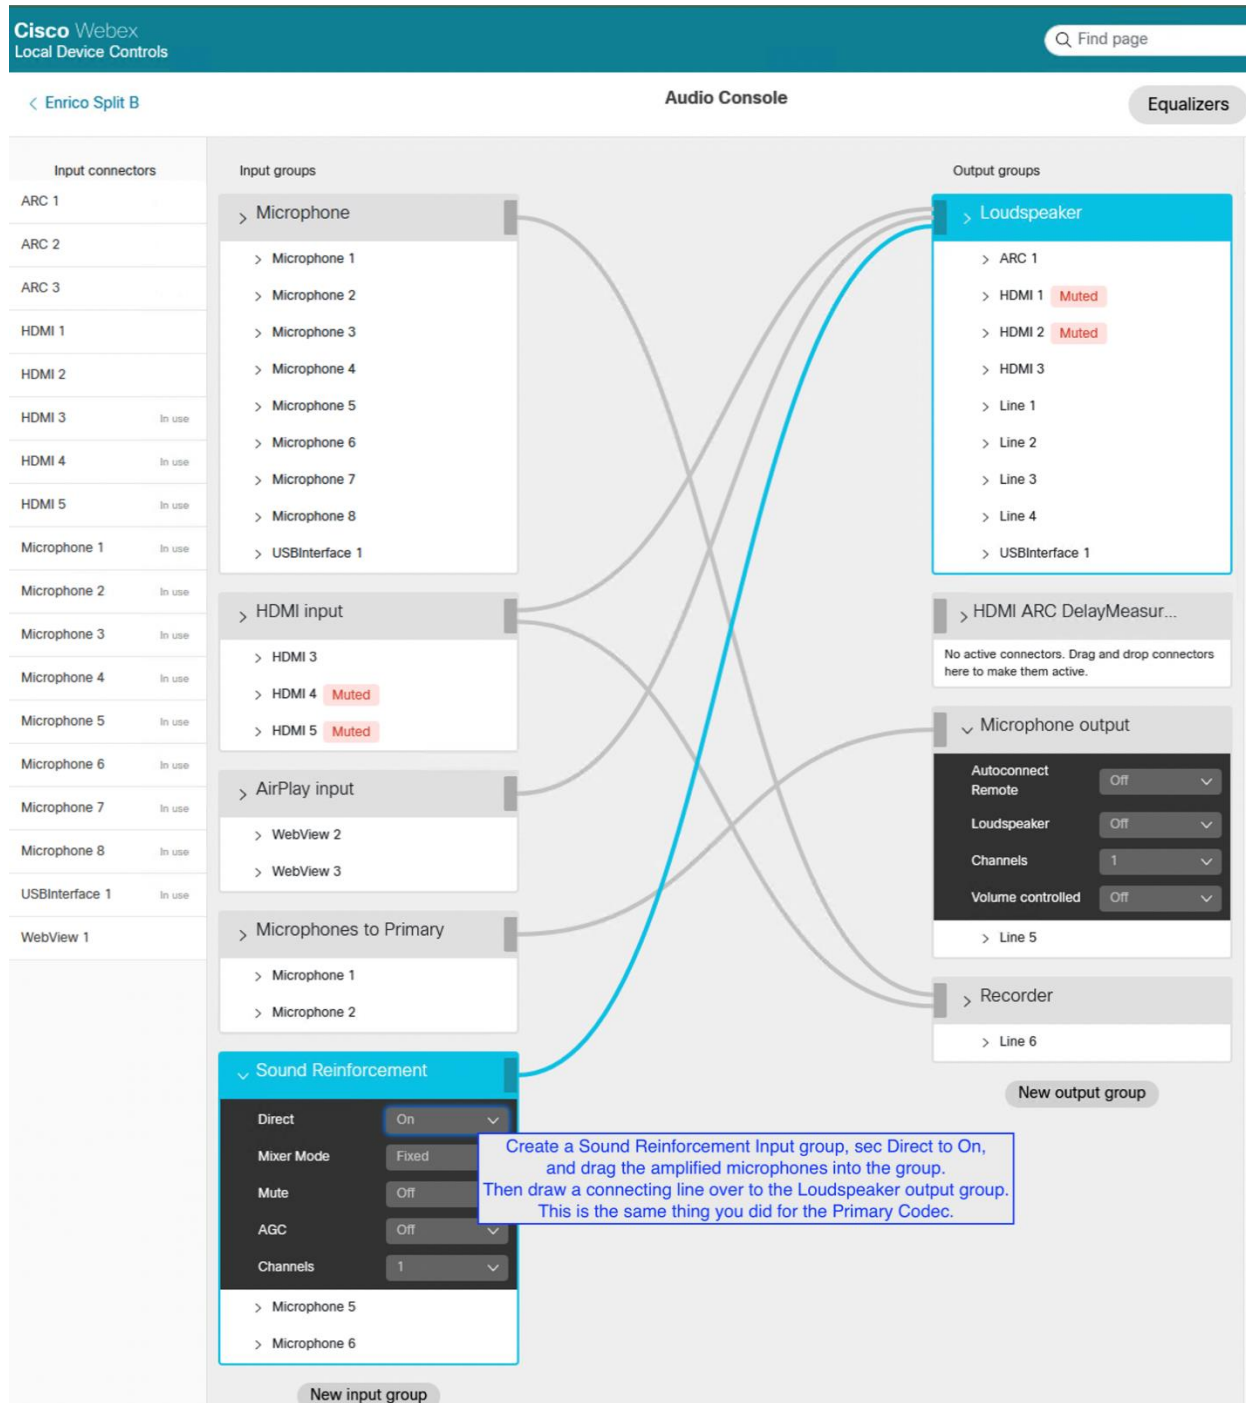 Cisco Webex
Local Device Controls
Find page
Enrico Split B
Audio Console
Equalizers
Input connectors
ARC 1
ARC 2
ARC 3
HDMI 1
HDMI 2
HDMI 3 In use
HDMI 4 In use
HDMI 5 In use
Microphone 1 In use
Microphone 2 In use
Microphone 3 In use
Microphone 4 In use
Microphone 5 In use
Microphone 6 In use
Microphone 7 In use
Microphone 8 In use
USBInterface 1 In use
WebView 1
Input groups
Microphone
Microphone 1
Microphone 2
Microphone 3
Microphone 4
Microphone 5
Microphone 6
Microphone 7
Microphone 8
USBInterface 1
HDMI input
HDMI 3
HDMI 4 Muted
HDMI 5 Muted
AirPlay input
WebView 2
WebView 3
Microphones to Primary
Microphone 1
Microphone 2
Sound Reinforcement
Direct On
Mixer Mode Fixed
Mute Off
AGC Off
Channels 1
Microphone 5
Microphone 6
New input group
Create a Sound Reinforcement Input group, sec Direct to On,
and drag the amplified microphones into the group.
Then draw a connecting line over to the Loudspeaker output group.
This is the same thing you did for the Primary Codec.
Output groups
Loudspeaker
ARC 1
HDMI 1 Muted
HDMI 2 Muted
HDMI 3
Line 1
Line 2
Line 3
Line 4
USBInterface 1
HDMI ARC DelayMeasur...
No active connectors. Drag and drop connectors
here to make them active.
Microphone output
Autoconnect
Remote Off
Loudspeaker Off
Channels 1
Volume controlled Off
Line 5
Recorder
Line 6
New output group